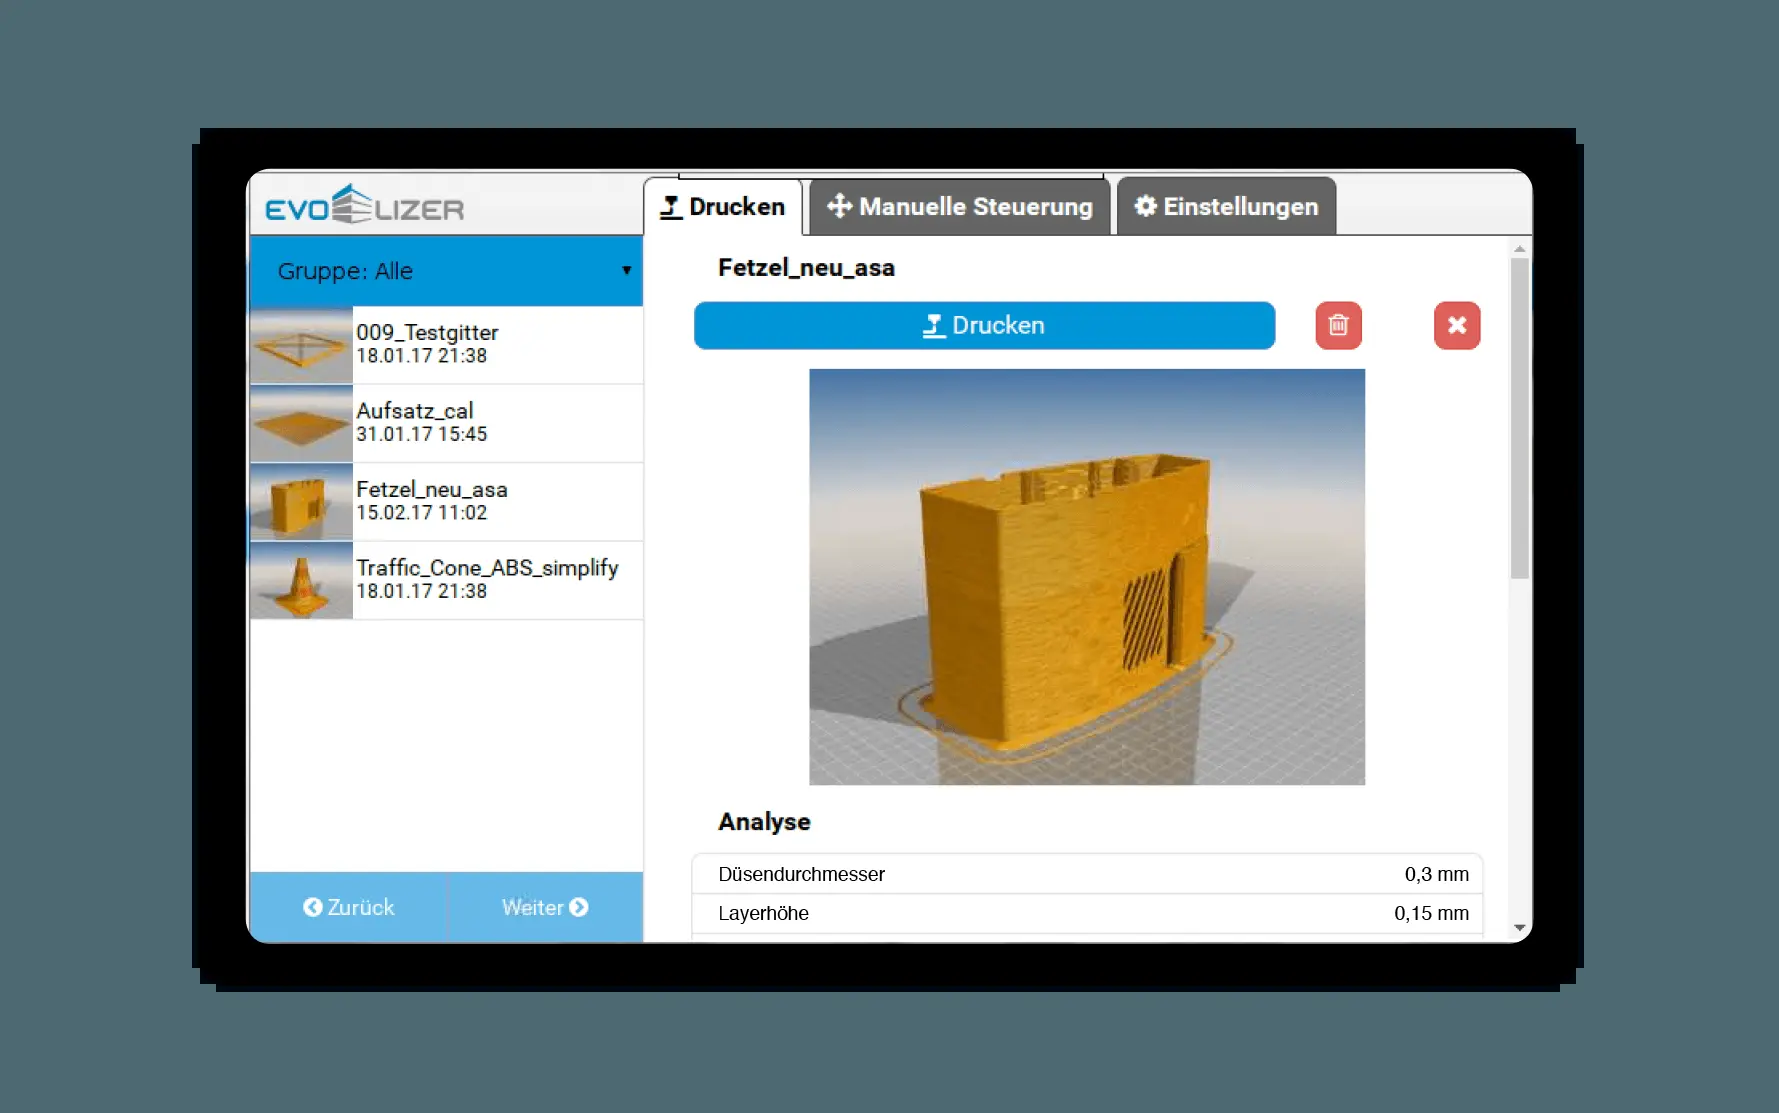 EVOLIZER
Drucken
Manuelle Steuerung
Einstellungen
Gruppe: Alle
009_Testgitter
18.01.17 21:38
Aufsatz_cal
31.01.17 15:45
Fetzel_neu_asa
15.02.17 11:02
Traffic_Cone_ABS_simplify
18.01.17 21:38
Zurück
Weiter
Fetzel_neu_asa
Drucken
Analyse
Düsendurchmesser 0,3 mm
Layerhöhe 0,15 mm